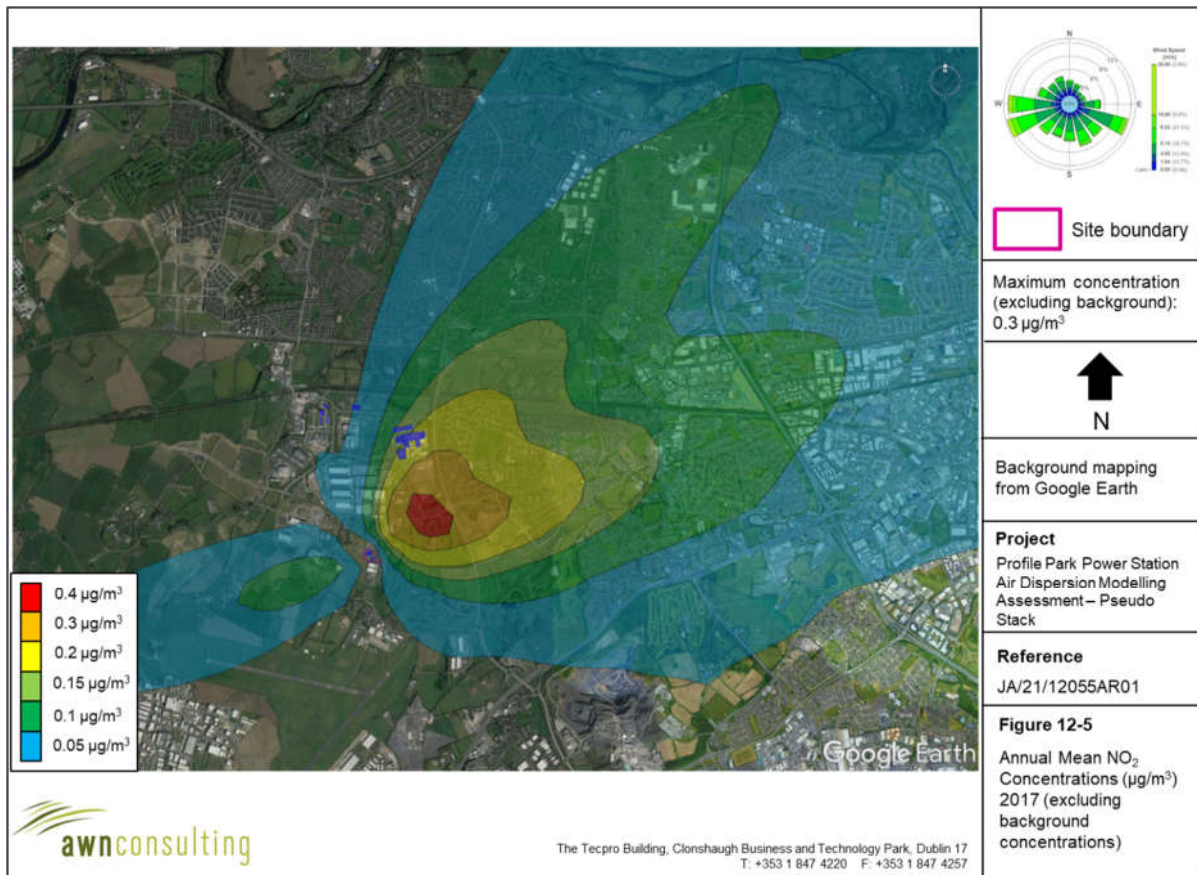 N
W
E
S
Wind Speed
Site boundary
Maximum concentration
(excluding background):
0.3 µg/m³
N
Background mapping
from Google Earth
Project
Profile Park Power Station
Air Dispersion Modelling
Assessment – Pseudo
Stack
Reference
JA/21/12055AR01
Figure 12-5
Annual Mean NO₂
Concentrations (µg/m³)
2017 (excluding
background
concentrations)
0.4 µg/m³
0.3 µg/m³
0.2 µg/m³
0.15 µg/m³
0.1 µg/m³
0.05 µg/m³
Google Earth
awnconsulting
The Tecpro Building, Clonshaugh Business and Technology Park, Dublin 17
T: +353 1 847 4220 F: +353 1 847 4257